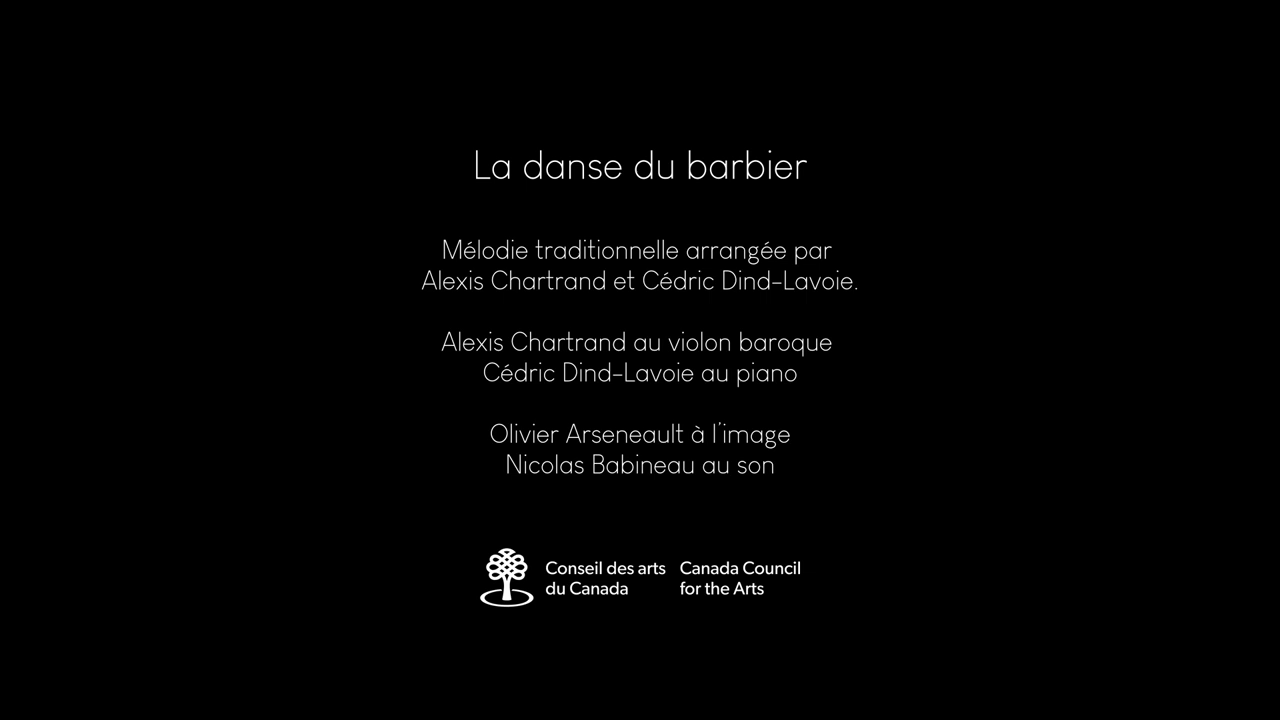 La danse du barbier
Mélodie traditionnelle arrangée par
Alexis Chartrand et Cédric Dind-Lavoie.
Alexis Chartrand au violon baroque
Cédric Dind-Lavoie au piano
Olivier Arseneault à l'image
Nicolas Babineau au son
Conseil des arts
du Canada
Canada Council
for the Arts